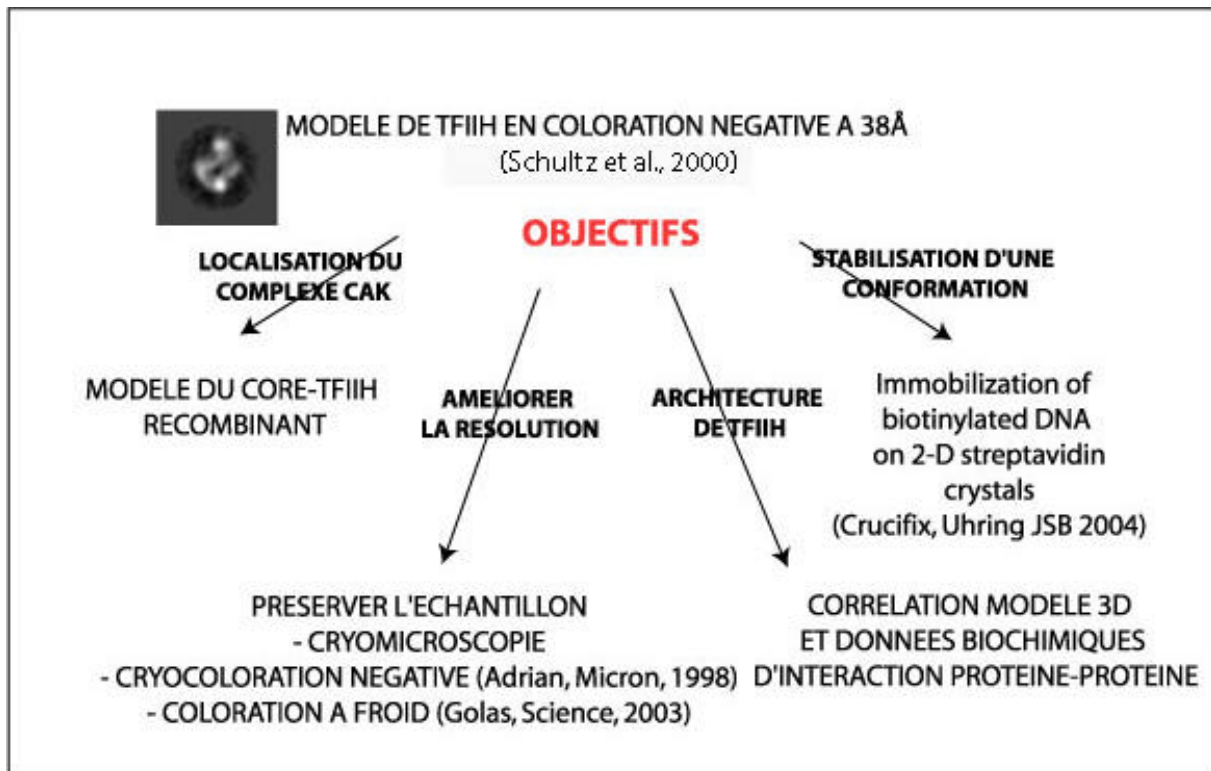 MODELE DE TFIIH EN COLORATION NEGATIVE A 38Å
(Schultz et al., 2000)
OBJECTIFS
LOCALISATION DU
COMPLEXE CAK
STABILISATION D'UNE
CONFORMATION
MODELE DU CORE-TFIIH
RECOMBINANT
AMELIORER
LA RESOLUTION
ARCHITECTURE
DE TFIIH
Immobilization of
biotinylated DNA
on 2-D streptavidin
crystals
(Crucifix, Uhring JSB 2004)
PRESERVER L'ECHANTILLON
- CRYOMICROSCOPIE
- CRYOCOLORATION NEGATIVE (Adrian, Micron, 1998)
- COLORATION A FROID (Golas, Science, 2003)
CORRELATION MODELE 3D
ET DONNEES BIOCHIMIQUES
D'INTERACTION PROTEINE-PROTEINE